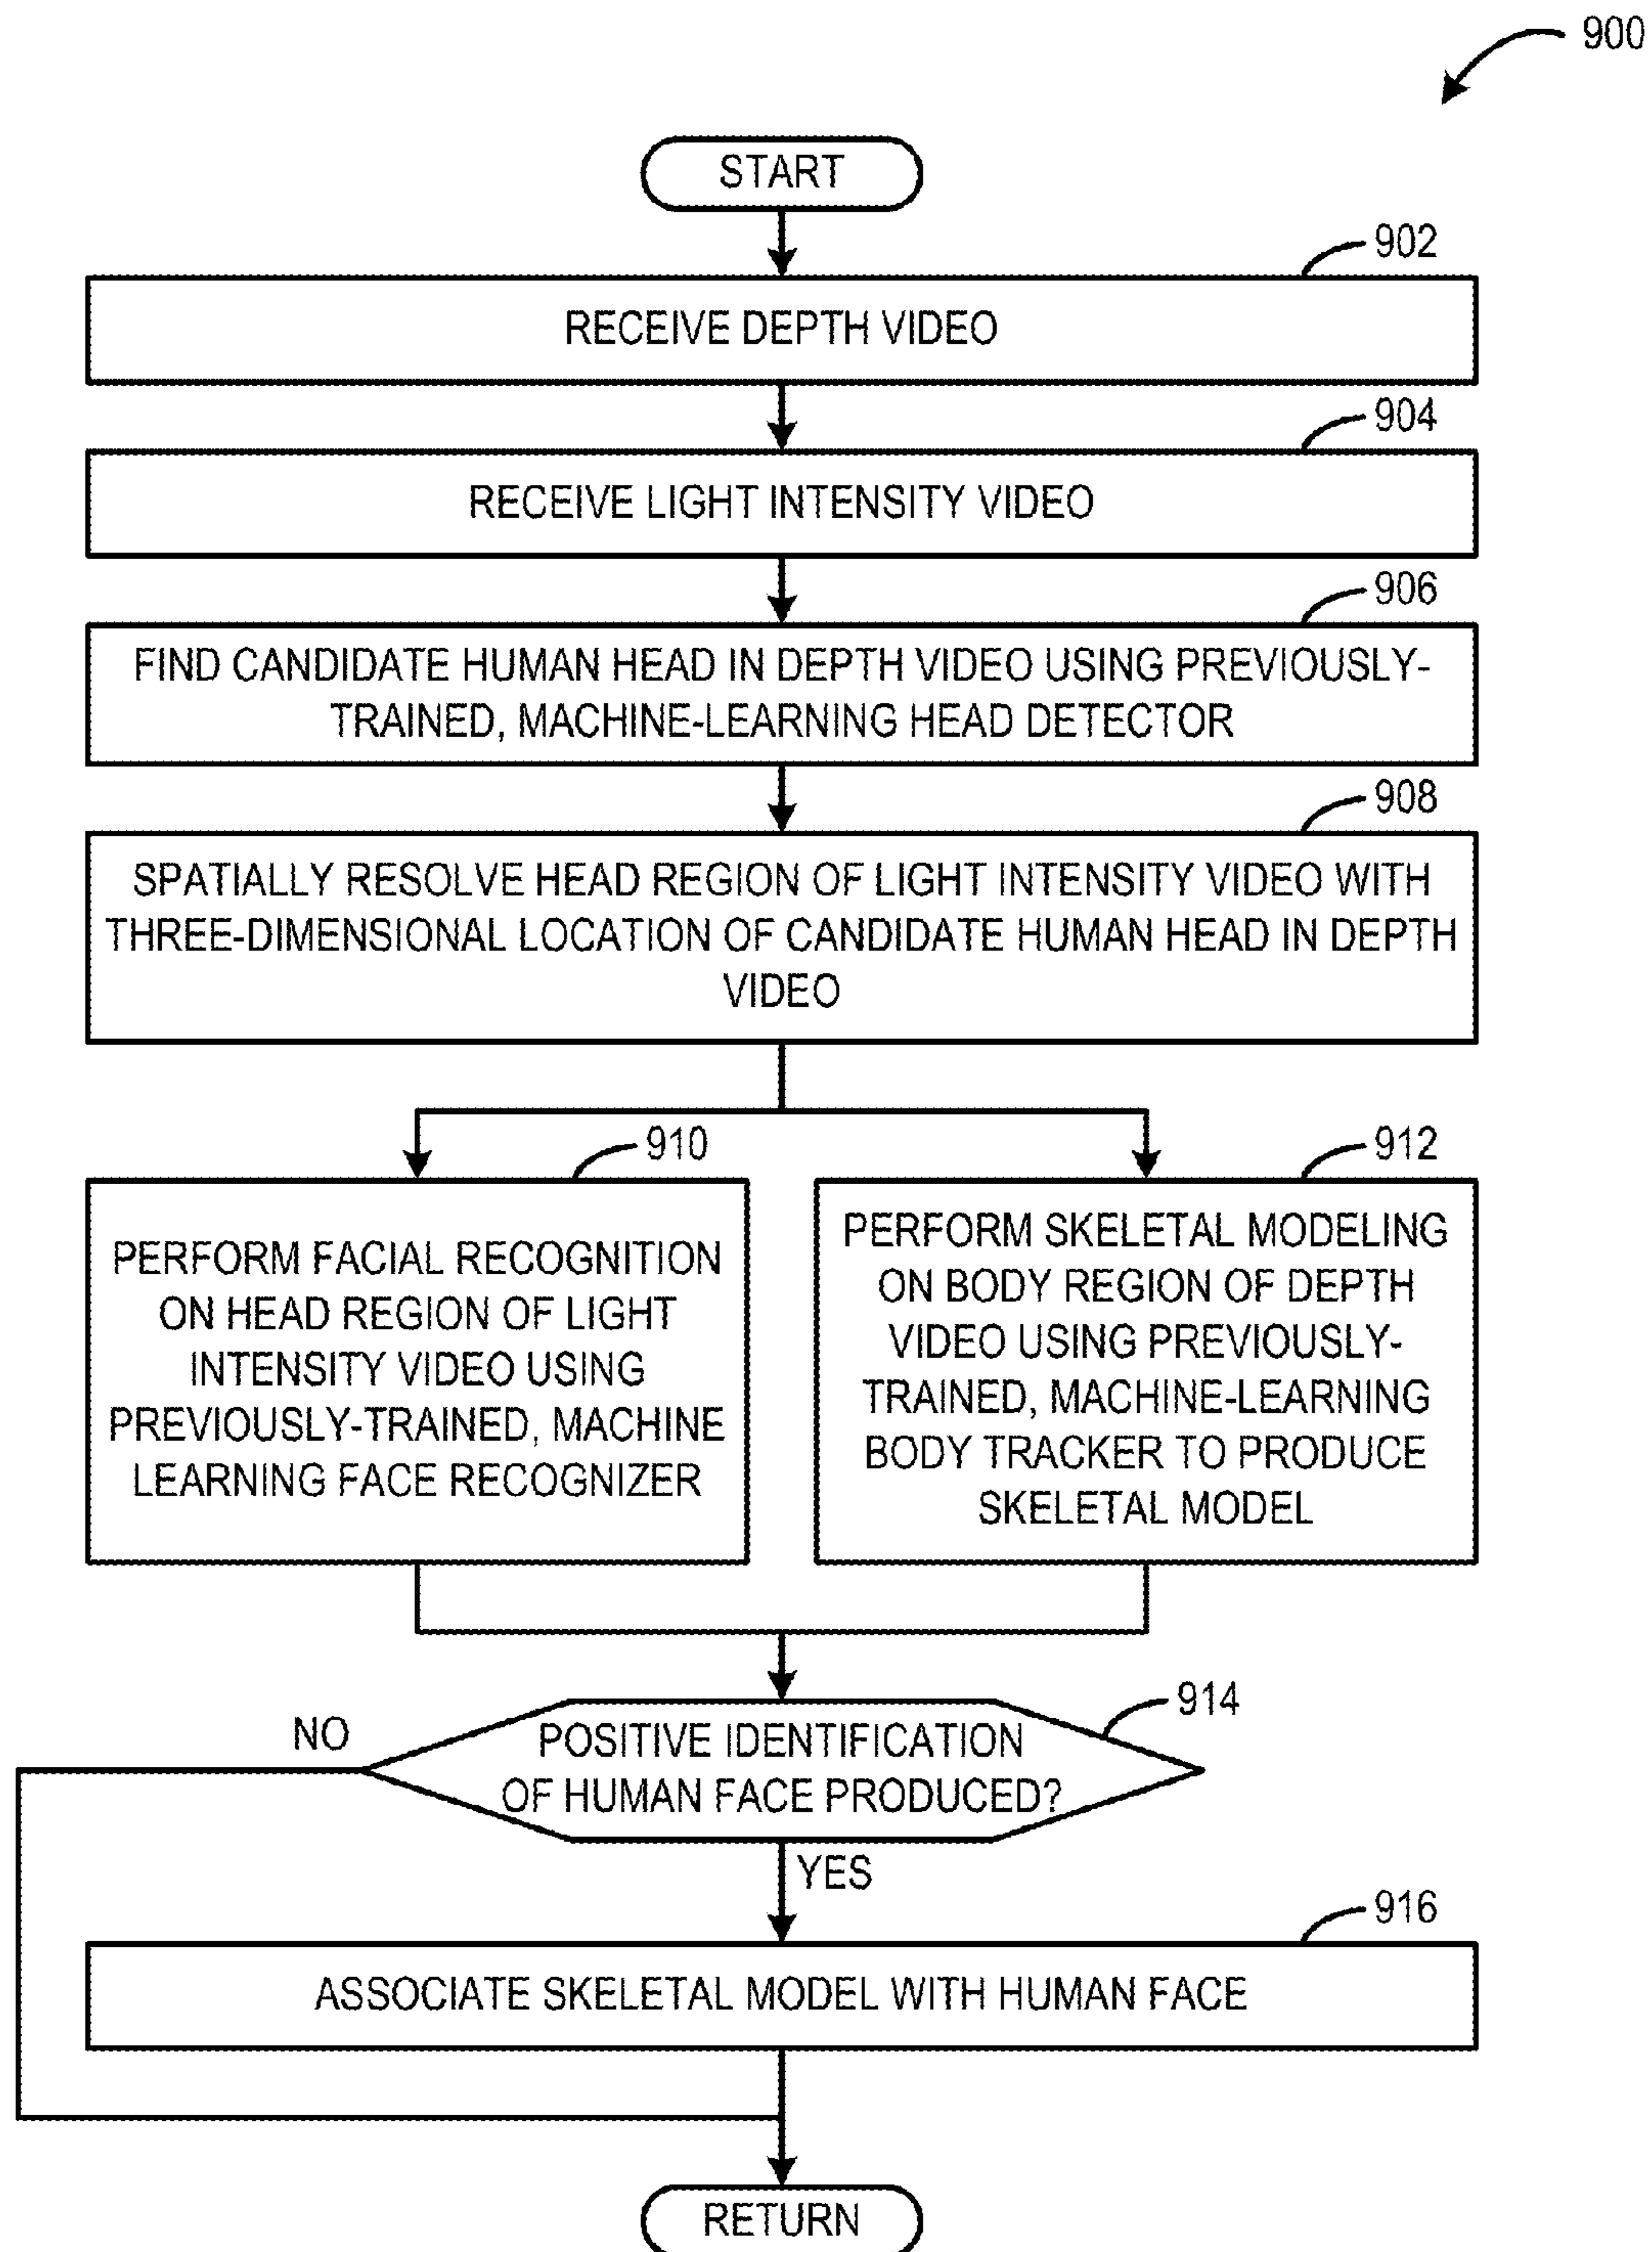 900
START
902
RECEIVE DEPTH VIDEO
904
RECEIVE LIGHT INTENSITY VIDEO
906
FIND CANDIDATE HUMAN HEAD IN DEPTH VIDEO USING PREVIOUSLY-
TRAINED, MACHINE-LEARNING HEAD DETECTOR
908
SPATIALLY RESOLVE HEAD REGION OF LIGHT INTENSITY VIDEO WITH
THREE-DIMENSIONAL LOCATION OF CANDIDATE HUMAN HEAD IN DEPTH
VIDEO
910
PERFORM FACIAL RECOGNITION
ON HEAD REGION OF LIGHT
INTENSITY VIDEO USING
PREVIOUSLY-TRAINED, MACHINE
LEARNING FACE RECOGNIZER
912
PERFORM SKELETAL MODELING
ON BODY REGION OF DEPTH
VIDEO USING PREVIOUSLY-
TRAINED, MACHINE-LEARNING
BODY TRACKER TO PRODUCE
SKELETAL MODEL
914
NO
POSITIVE IDENTIFICATION
OF HUMAN FACE PRODUCED?
YES
916
ASSOCIATE SKELETAL MODEL WITH HUMAN FACE
RETURN